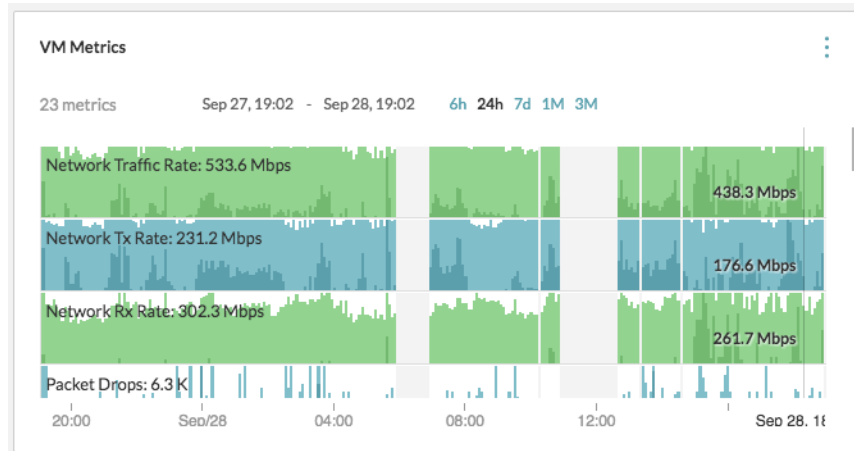 VM Metrics
23 metrics Sep 27, 19:02 - Sep 28, 19:02 6h 24h 7d 1M 3M
Network Traffic Rate: 533.6 Mbps
438.3 Mbps
Network Tx Rate: 231.2 Mbps
176.6 Mbps
Network Rx Rate: 302.3 Mbps
261.7 Mbps
Packet Drops: 6.3 K
20:00 Sep/28 04:00 08:00 12:00 Sep 28, 18